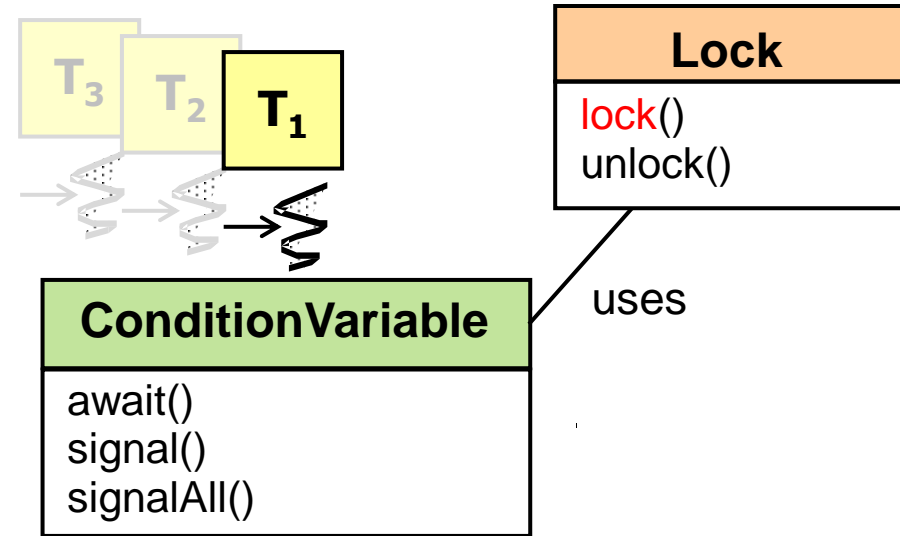 T3
T2
T1
Lock
lock()
unlock()
uses
ConditionVariable
await()
signal()
signalAll()